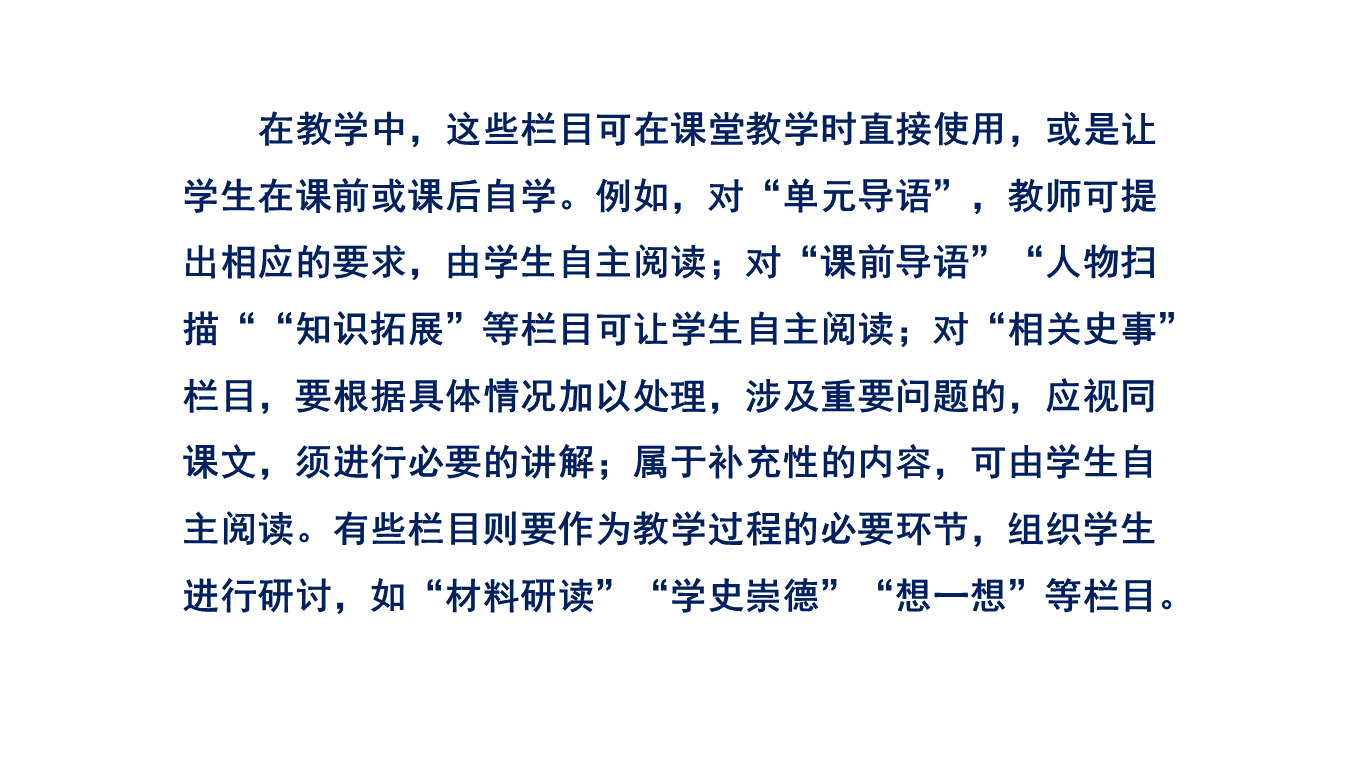 在教学中，这些栏目可在课堂教学时直接使用，或是让
学生在课前或课后自学。例如，对“单元导语”，教师可提
出相应的要求，由学生自主阅读；对“课前导语”“人物扫
描““知识拓展”等栏目可让学生自主阅读；对“相关史事”
栏目，要根据具体情况加以处理，涉及重要问题的，应视同
课文，须进行必要的讲解；属于补充性的内容，可由学生自
主阅读。有些栏目则要作为教学过程的必要环节，组织学生
进行研讨，如“材料研读”“学史崇德”“想一想”等栏目。